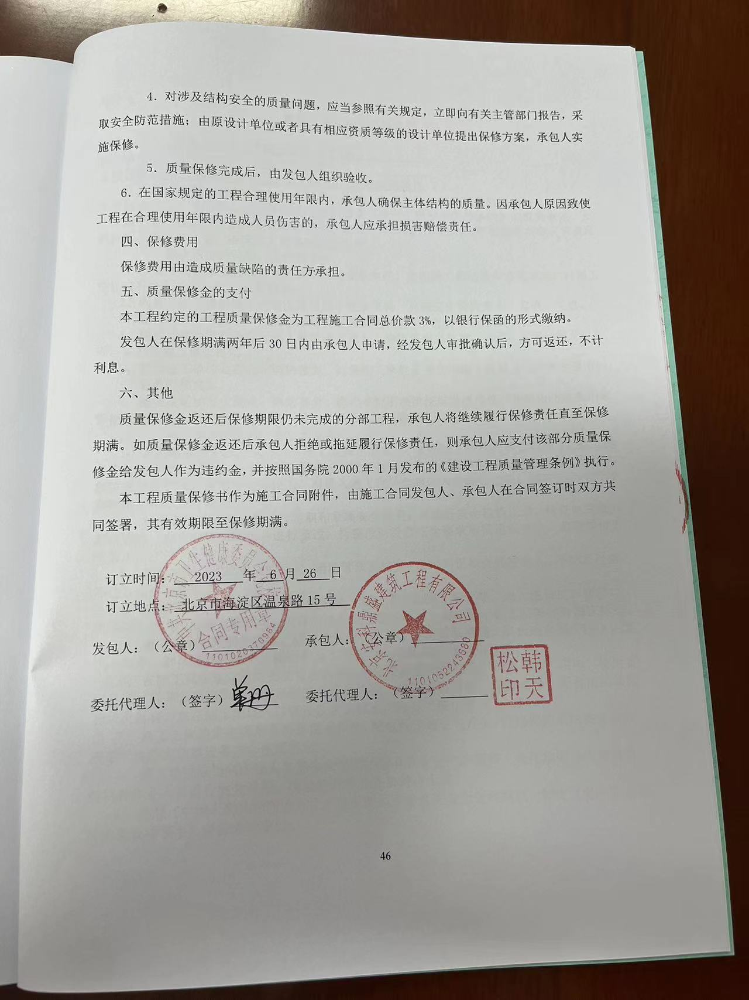 4．对涉及结构安全的质量问题，应当参照有关规定，立即向有关主管部门报告，采
取安全防范措施；由原设计单位或者具有相应资质等级的设计单位提出保修方案，承包人实
施保修。
5．质量保修完成后，由发包人组织验收。
6．在国家规定的工程合理使用年限内，承包人确保主体结构的质量。因承包人原因致使
工程在合理使用年限内造成人员伤害的，承包人应承担损害赔偿责任。
四、保修费用
保修费用由造成质量缺陷的责任方承担。
五、质量保修金的支付
本工程约定的工程质量保修金为工程施工合同总价款 3%，以银行保函的形式缴纳。
发包人在保修期满两年后 30 日内由承包人申请，经发包人审批确认后，方可返还，不计
利息。
六、其他
质量保修金返还后保修期限仍未完成的分部工程，承包人将继续履行保修责任直至保修
期满。如质量保修金返还后承包人拒绝或拖延履行保修责任，则承包人应支付该部分质量保
修金给发包人作为违约金，并按照国务院 2000 年 1 月发布的《建设工程质量管理条例》执行。
本工程质量保修书作为施工合同附件，由施工合同发包人、承包人在合同签订时双方共
同签署，其有效期限至保修期满。
订立时间： 2023 年 6 月 26 日
订立地点： 北京市海淀区温泉路 15 号
发包人：（公章） 承包人：（公章）
北京市卫生健康委员会
合同专用章
1101020370984
鼎盛建筑工程有限公司
1101052243680
委托代理人：（签字） 委托代理人：（签字）
韩天松印
46